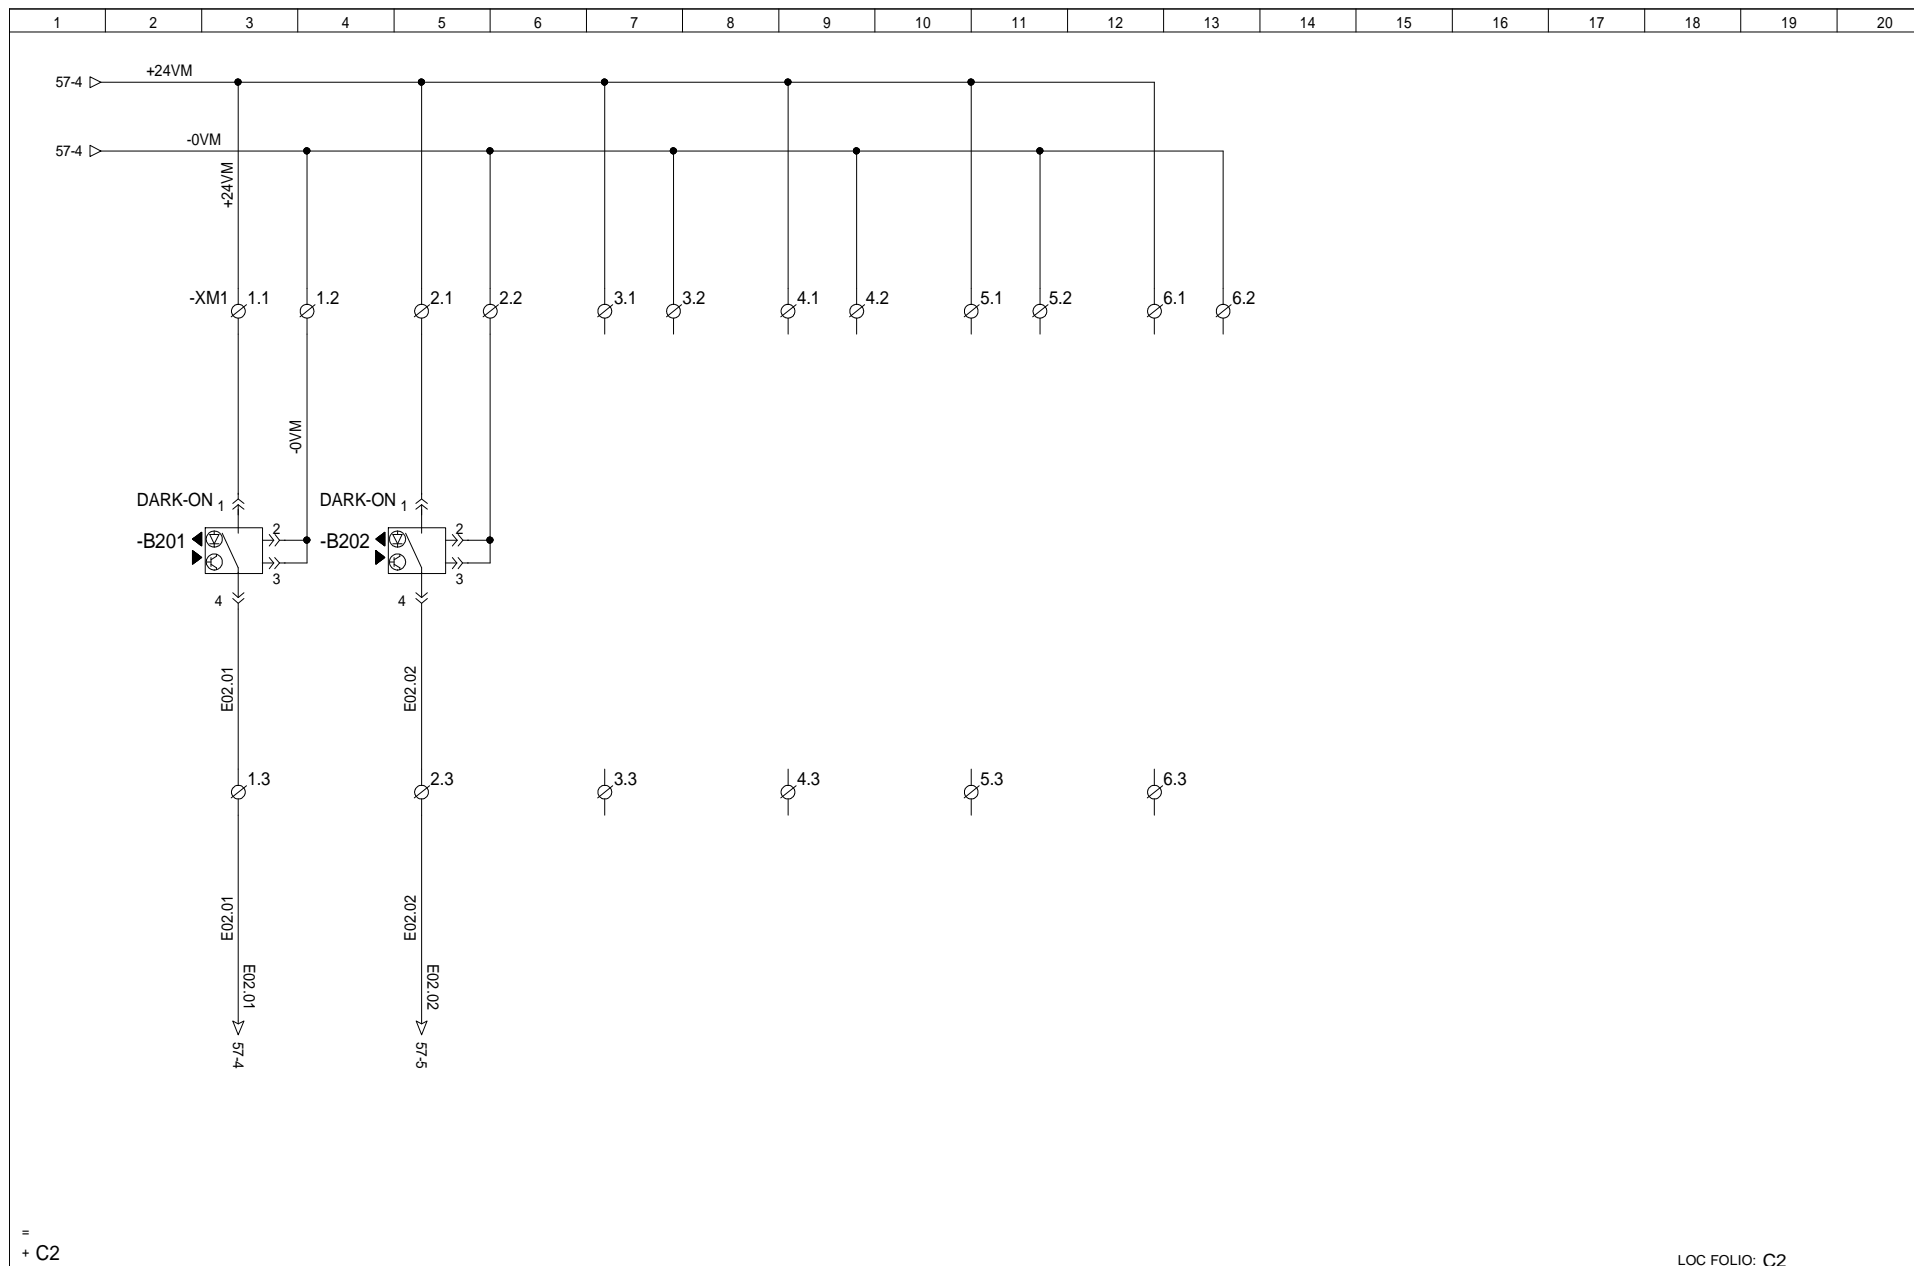 1 2 3 4 5 6 7 8 9 10 11 12 13 14 15 16 17 18 19 20
+24VM
57-4
-0VM
57-4
+24VM
-XM1 1.1 1.2 2.1 2.2 3.1 3.2 4.1 4.2 5.1 5.2 6.1 6.2
-0VM
DARK-ON 1 DARK-ON 1
2 2
-B201 -B202
3 3
4 4
E02.01 E02.02
1.3 2.3 3.3 4.3 5.3 6.3
E02.01 E02.02
E02.01 E02.02
57-4 57-5
=
+ C2
LOC FOLIO: C2